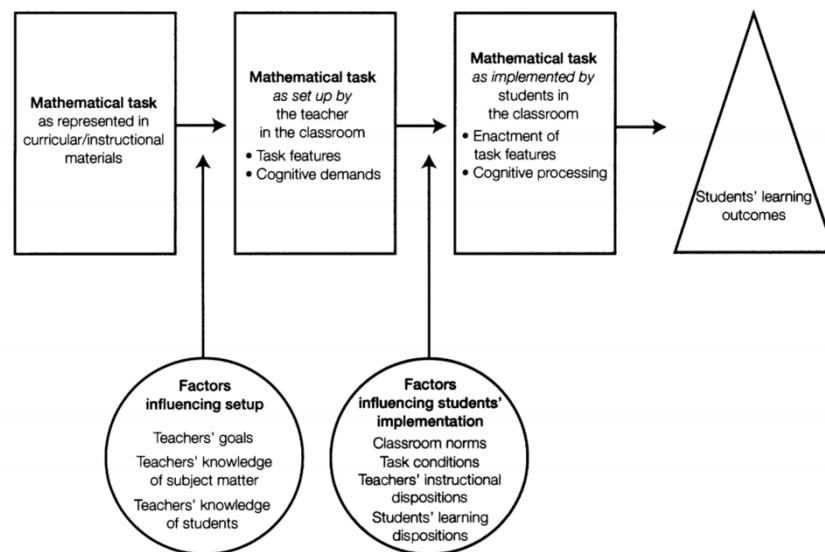 Mathematical task
as represented in
curricular/instructional
materials
Mathematical task
as set up by
the teacher
in the classroom
• Task features
• Cognitive demands
Mathematical task
as implemented by
students in
the classroom
• Enactment of
task features
• Cognitive processing
Students' learning
outcomes
Factors
influencing setup
Teachers' goals
Teachers' knowledge
of subject matter
Teachers' knowledge
of students
Factors
influencing students'
implementation
Classroom norms
Task conditions
Teachers' instructional
dispositions
Students' learning
dispositions